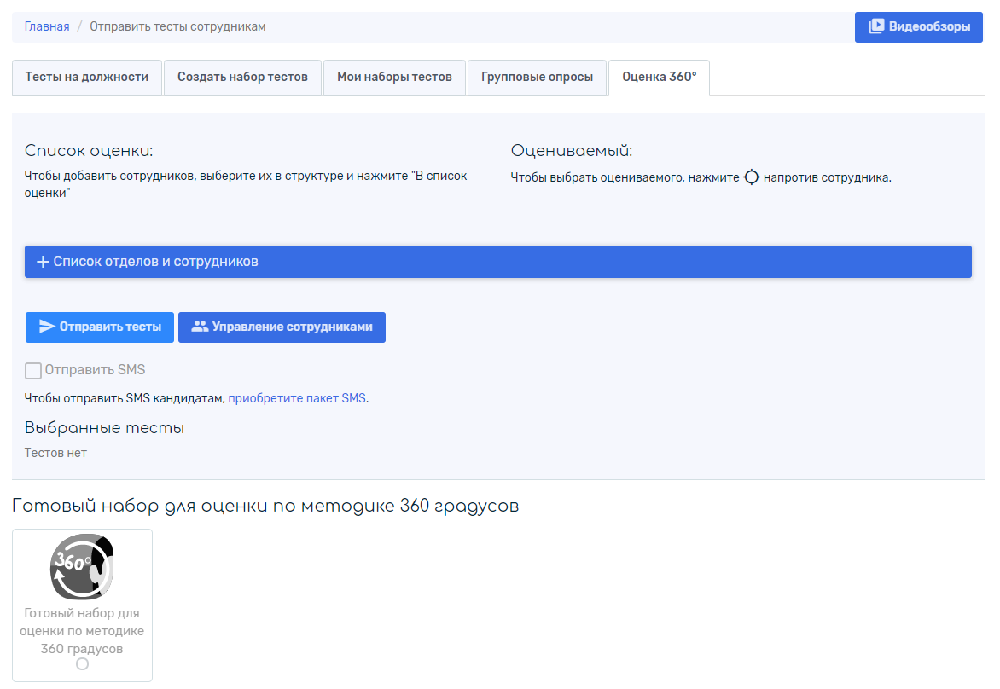 Главная / Отправить тесты сотрудникам
Видеообзоры
Тесты на должности
Создать набор тестов
Мои наборы тестов
Групповые опросы
Оценка 360°
Список оценки:
Чтобы добавить сотрудников, выберите их в структуре и нажмите "В список
оценки"
Оцениваемый:
Чтобы выбрать оцениваемого, нажмите напротив сотрудника.
Список отделов и сотрудников
Отправить тесты
Управление сотрудниками
Отправить SMS
Чтобы отправить SMS кандидатам, приобретите пакет SMS.
Выбранные тесты
Тестов нет
Готовый набор для оценки по методике 360 градусов
360°
Готовый набор для
оценки по методике
360 градусов